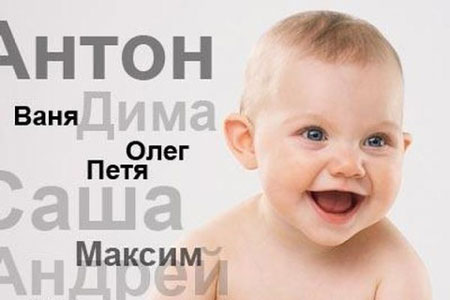 Антон
Ваня
Дима
Олег
Петя
Саша
Максим
Андрей